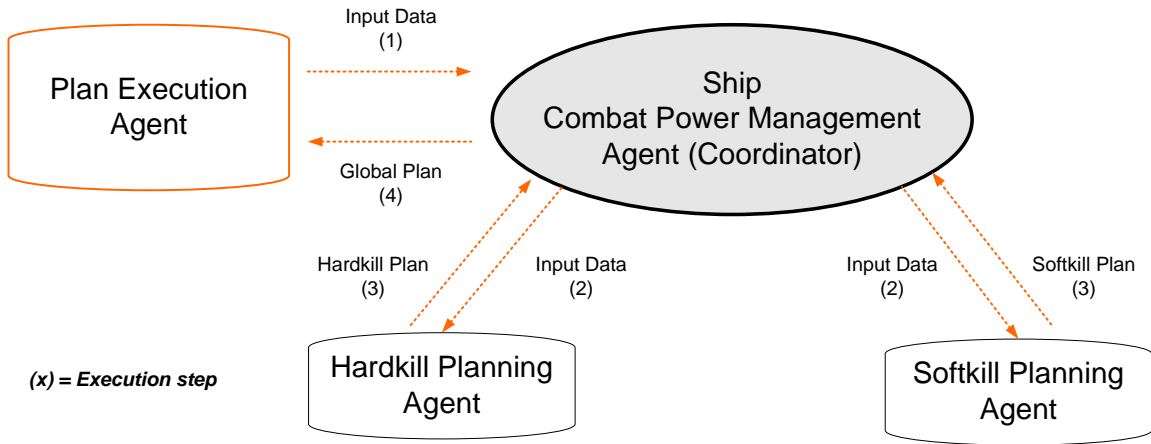 Input Data
(1)
Plan Execution
Agent
Ship
Combat Power Management
Agent (Coordinator)
Global Plan
(4)
Hardkill Plan
(3)
Input Data
(2)
Input Data
(2)
Softkill Plan
(3)
Hardkill Planning
Agent
Softkill Planning
Agent
(x) = Execution step